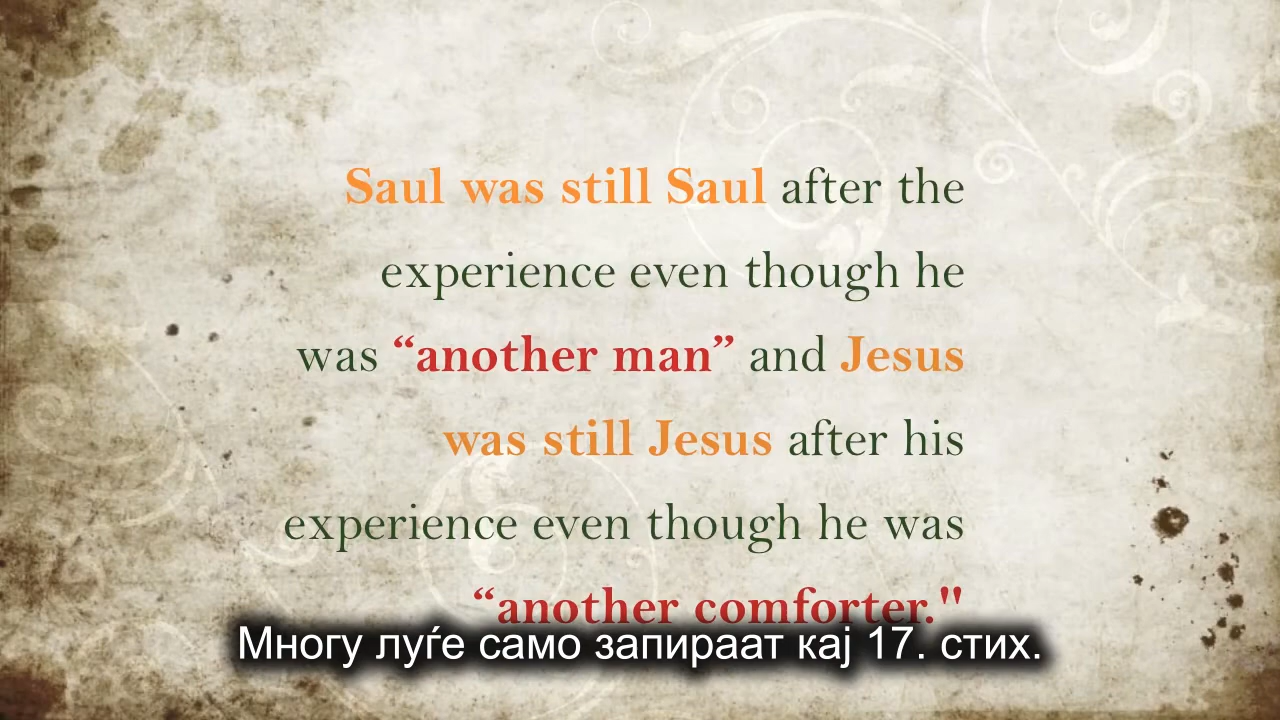 Saul was still Saul after the
experience even though he
was “another man” and Jesus
was still Jesus after his
experience even though he was
“another comforter."
Многу луѓе само запираат кај 17. стих.